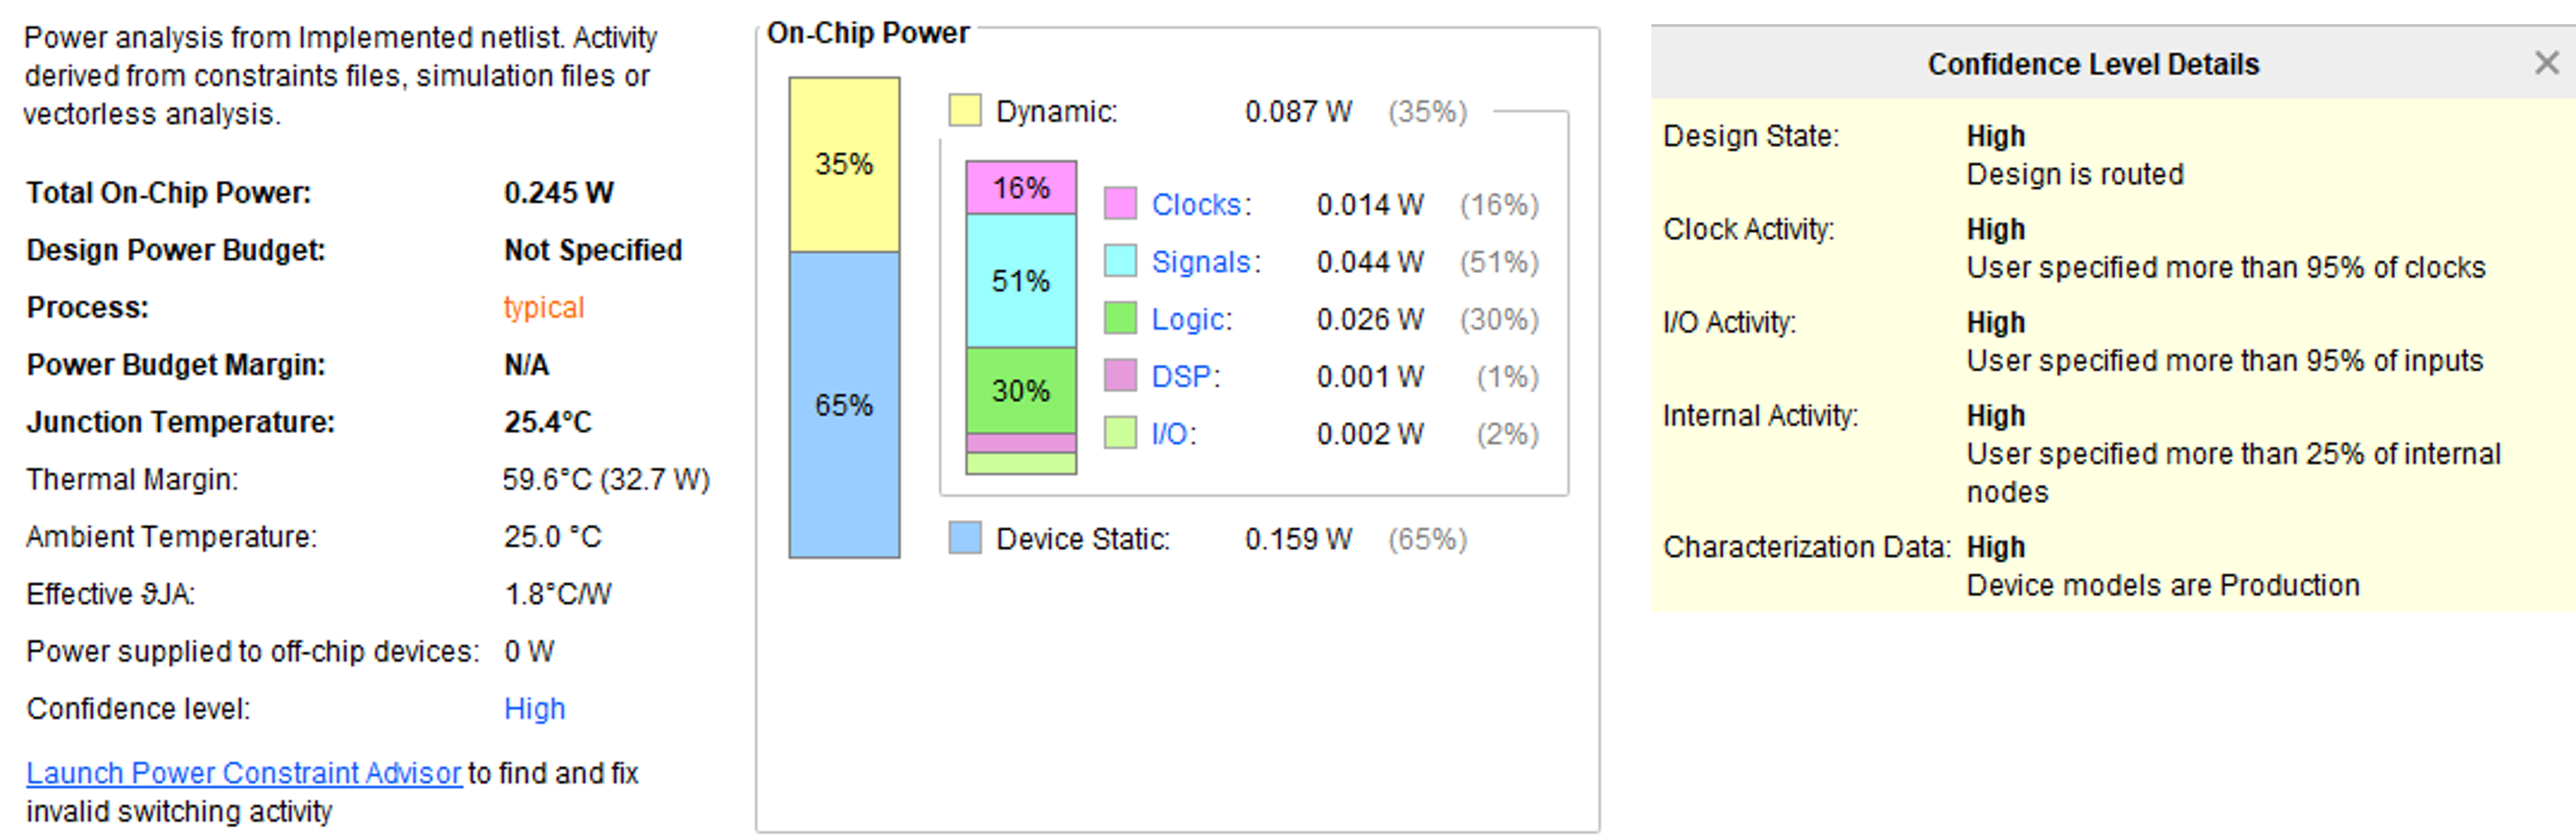 Power analysis from Implemented netlist. Activity
derived from constraints files, simulation files or
vectorless analysis.
Total On-Chip Power: 0.245 W
Design Power Budget: Not Specified
Process: typical
Power Budget Margin: N/A
Junction Temperature: 25.4°C
Thermal Margin: 59.6°C (32.7 W)
Ambient Temperature: 25.0 °C
Effective ϑJA: 1.8°C/W
Power supplied to off-chip devices: 0 W
Confidence level: High
Launch Power Constraint Advisor to find and fix
invalid switching activity
On-Chip Power
35%
65%
Dynamic: 0.087 W (35%)
16%
51%
30%
Clocks: 0.014 W (16%)
Signals: 0.044 W (51%)
Logic: 0.026 W (30%)
DSP: 0.001 W (1%)
I/O: 0.002 W (2%)
Device Static: 0.159 W (65%)
Confidence Level Details
Design State: High
Design is routed
Clock Activity: High
User specified more than 95% of clocks
I/O Activity: High
User specified more than 95% of inputs
Internal Activity: High
User specified more than 25% of internal
nodes
Characterization Data: High
Device models are Production